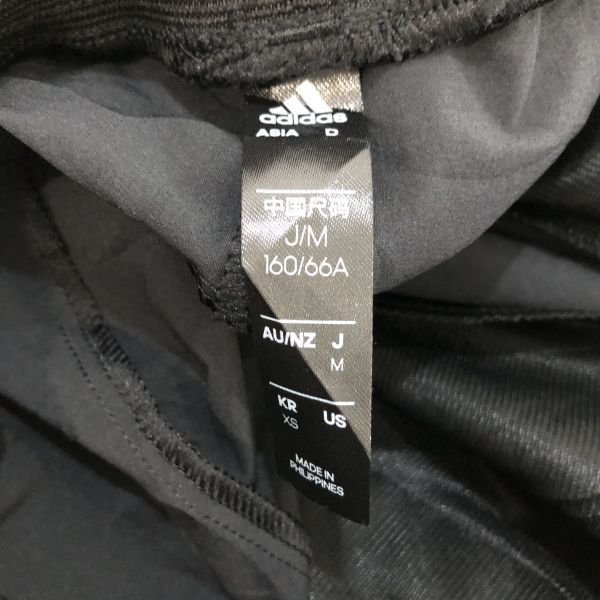 adidas
ASIA D
中国尺码
J/M
160/66A
AU/NZ J
M
KR US
XS
MADE IN
PHILIPPINES